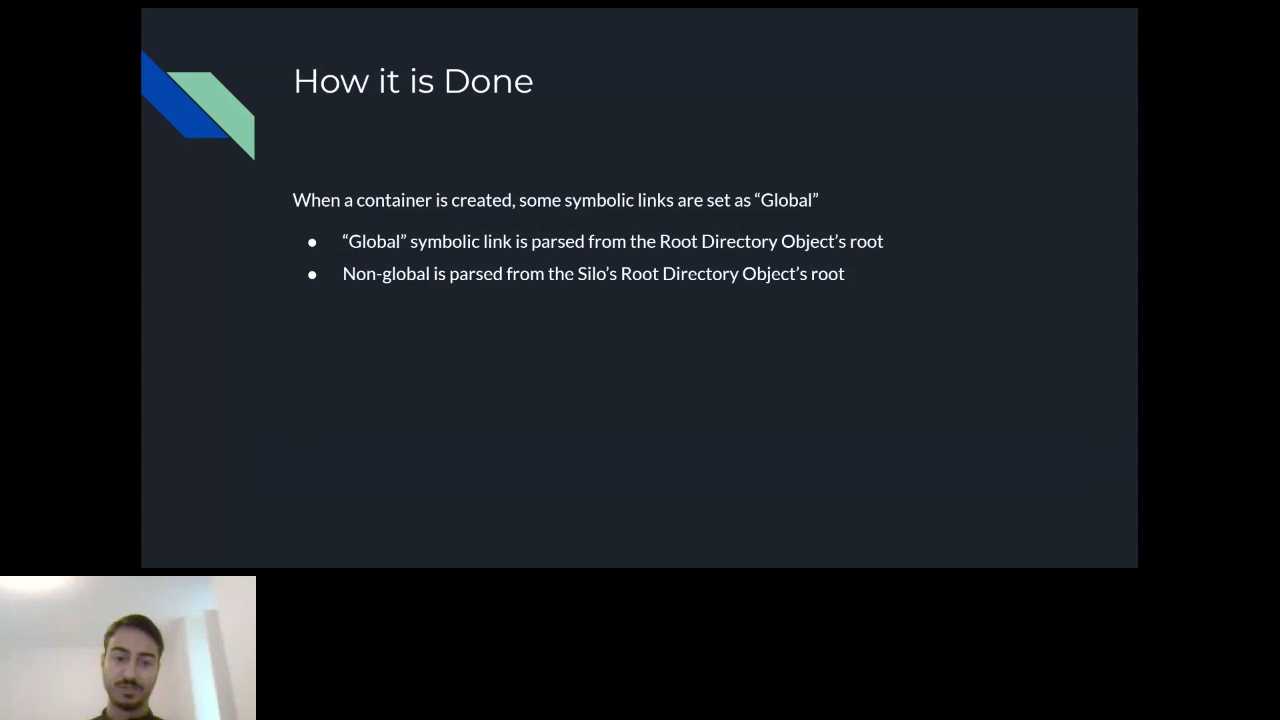 How it is Done
When a container is created, some symbolic links are set as “Global”
● “Global” symbolic link is parsed from the Root Directory Object’s root
● Non-global is parsed from the Silo’s Root Directory Object’s root